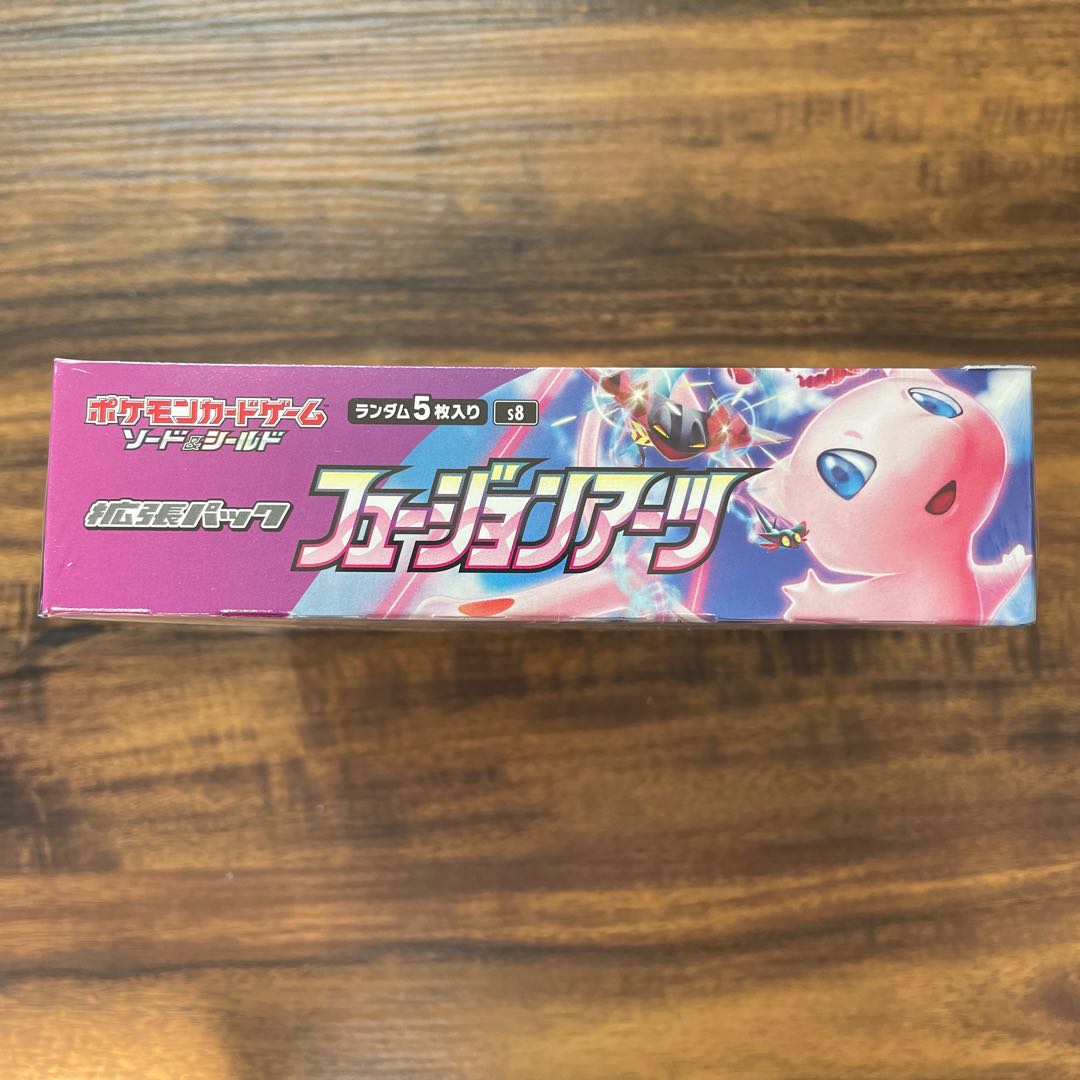 ポケモンカードゲーム™
ソード&シールド
ランダム5枚入り s8
拡張パック
フュージョンアーツ